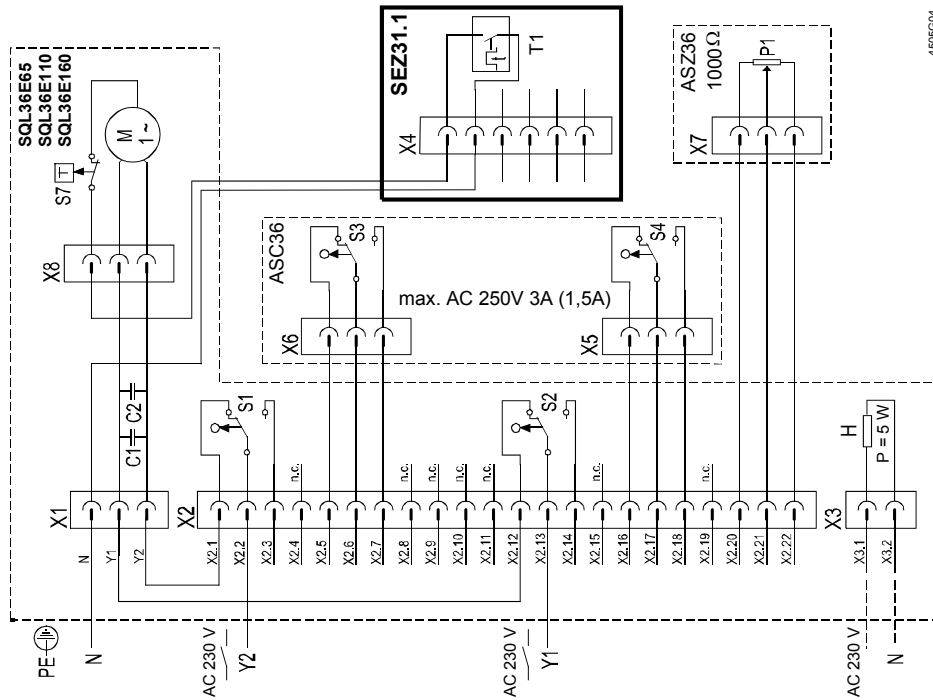 SQL36E65
SQL36E110
SQL36E160
S7
T
M
1~
X8
SEZ31.1
X4
t
T1
ASZ36
1000Ω
X7
P1
ASC36
S3
X6
max. AC 250V 3A (1,5A)
S4
X5
C1
C2
S1
S2
H
P = 5 W
X1
N
Y1
Y2
X2
X2.1
X2.2
X2.3
X2.4
n.c.
X2.5
X2.6
X2.7
X2.8
n.c.
X2.9
n.c.
X2.10
n.c.
X2.11
n.c.
X2.12
X2.13
X2.14
X2.15
n.c.
X2.16
X2.17
X2.18
X2.19
n.c.
X2.20
X2.21
X2.22
X3
X3.1
X3.2
PE
N
AC 230 V
Y2
AC 230 V
Y1
AC 230 V
N